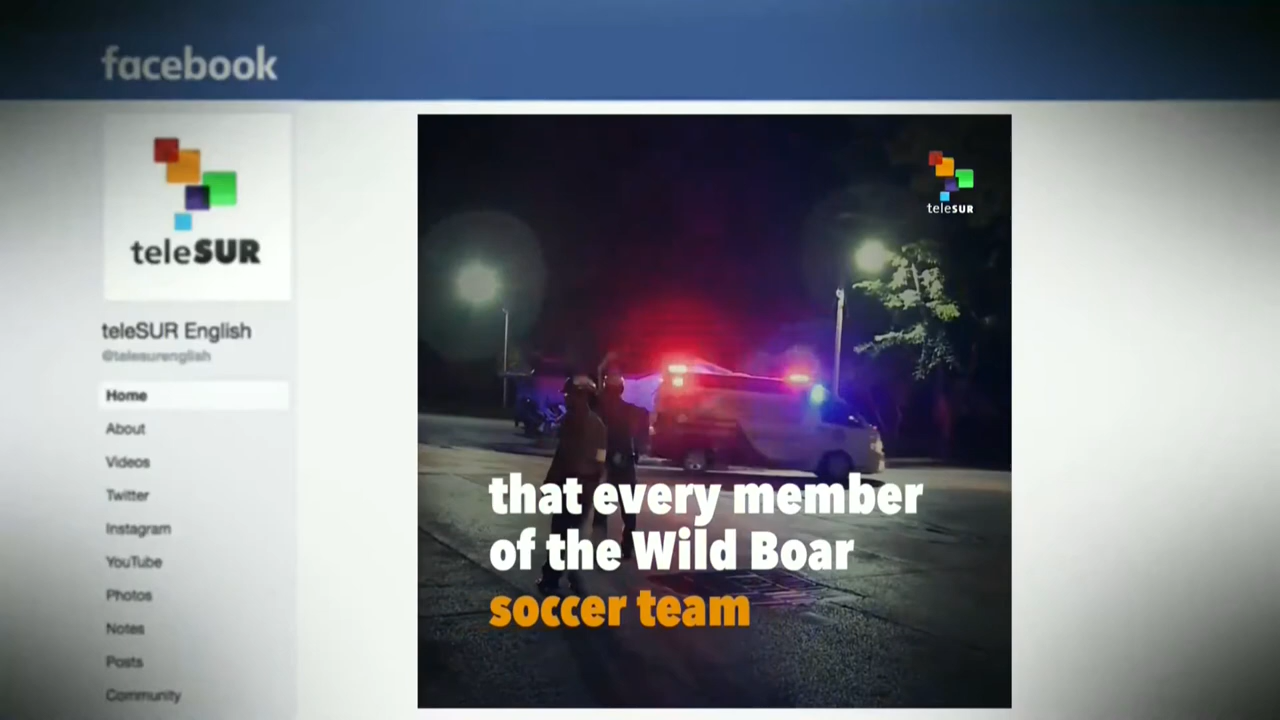 facebook
teleSUR
teleSUR English
@telesurenglish
Home
About
Videos
Twitter
Instagram
YouTube
Photos
Notes
Posts
Community
teleSUR
that every member
of the Wild Boar
soccer team